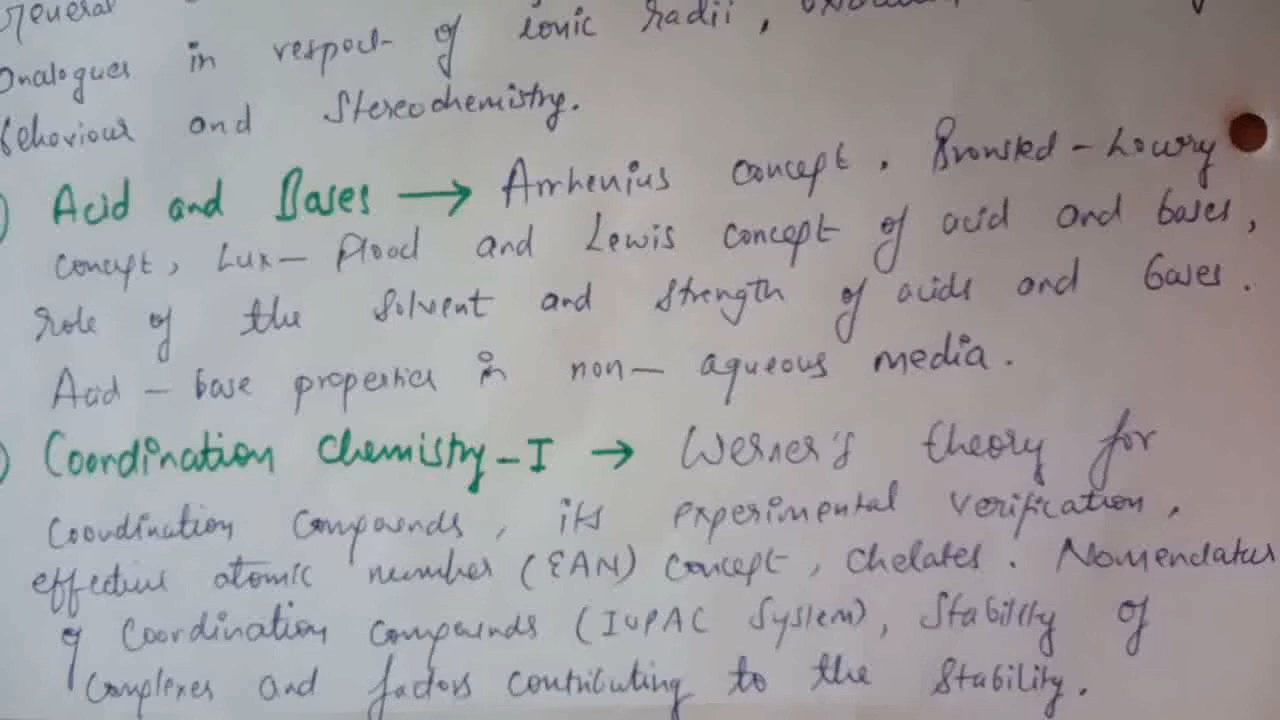 General
Analogues in respect of ionic radii,
Behaviour and Stereochemistry.
Acid and Bases → Arrhenius concept, Bronsted - Lowry
concept, Lux - Flood and Lewis concept of acid and bases,
role of the solvent and strength of acids and bases.
Acid - base properties in non - aqueous media.
Coordination Chemistry - I → Werner's theory for
Coordination Compounds, its experimental verification,
effective atomic number (EAN) concept, Chelates. Nomenclature
of Coordination compounds (IUPAC System), Stability of
Complexes and factors contributing to the Stability.